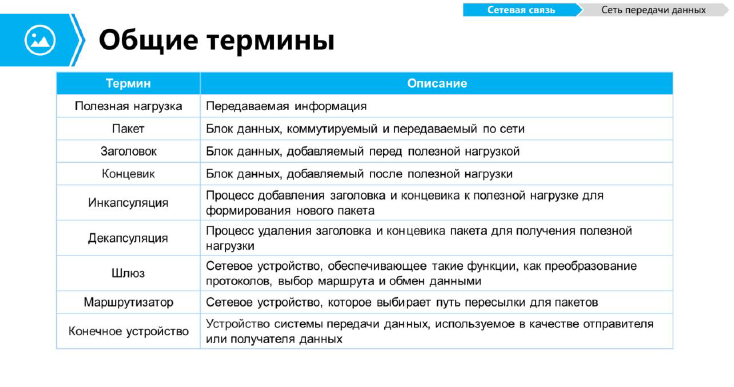 Сетевая связь
Сеть передачи данных
Общие термины
Термин
Описание
Полезная нагрузка
Передаваемая информация
Пакет
Блок данных, коммутируемый и передаваемый по сети
Заголовок
Блок данных, добавляемый перед полезной нагрузкой
Концевик
Блок данных, добавляемый после полезной нагрузки
Инкапсуляция
Процесс добавления заголовка и концевика к полезной нагрузке для
формирования нового пакета
Декапсуляция
Процесс удаления заголовка и концевика пакета для получения полезной
нагрузки
Шлюз
Сетевое устройство, обеспечивающее такие функции, как преобразование
протоколов, выбор маршрута и обмен данными
Маршрутизатор
Сетевое устройство, которое выбирает путь пересылки для пакетов
Конечное устройство
Устройство системы передачи данных, используемое в качестве отправителя
или получателя данных